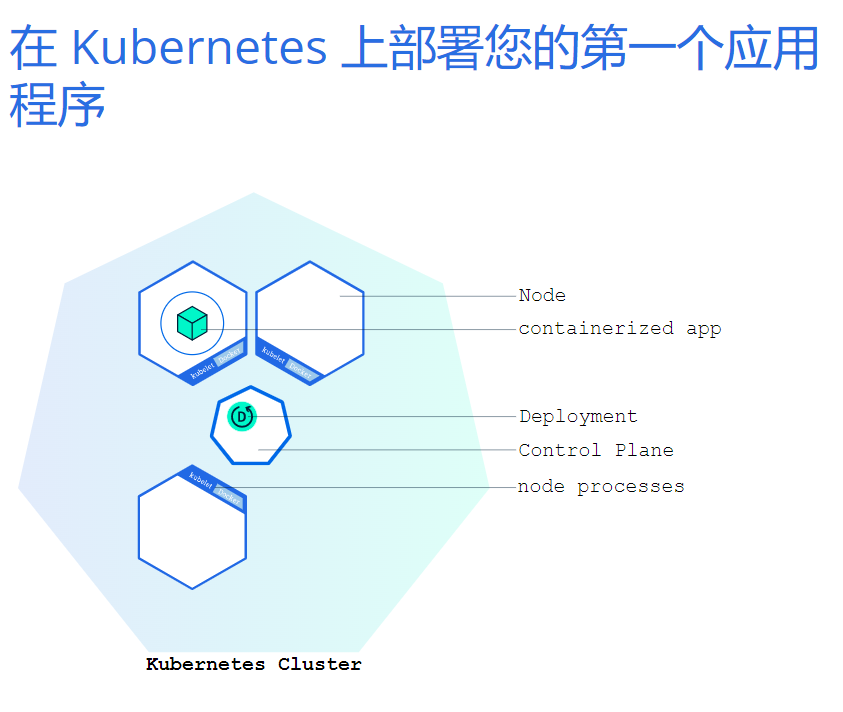 在 Kubernetes 上部署您的第一个应用
程序
Node
containerized app
kubelet Docker
kubelet Docker
D
Deployment
Control Plane
kubelet Docker
node processes
Kubernetes Cluster